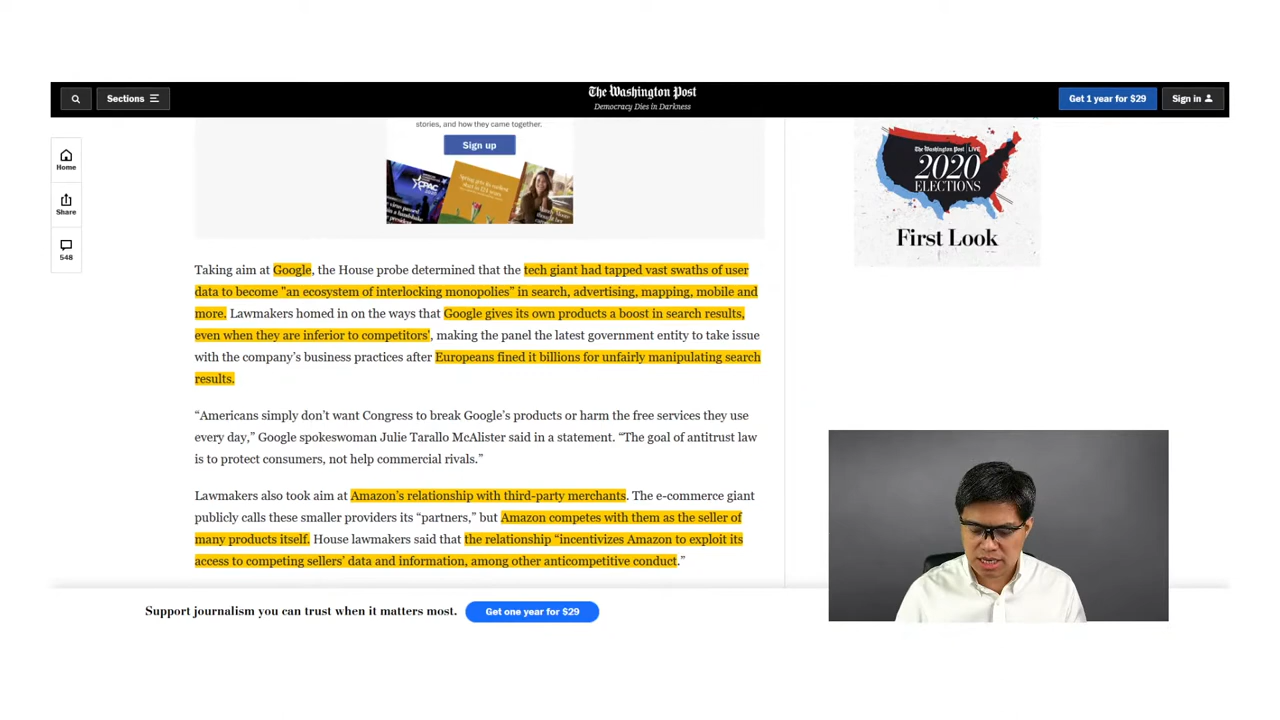 The Washington Post
Democracy Dies in Darkness
Sections
Get 1 year for $29
Sign in
Home
Share
548
stories, and how they came together.
Sign up
CPAC
The Washington Post LIVE
2020
ELECTIONS
First Look
Taking aim at Google, the House probe determined that the tech giant had tapped vast swaths of user
data to become "an ecosystem of interlocking monopolies” in search, advertising, mapping, mobile and
more. Lawmakers homed in on the ways that Google gives its own products a boost in search results,
even when they are inferior to competitors', making the panel the latest government entity to take issue
with the company’s business practices after Europeans fined it billions for unfairly manipulating search
results.
“Americans simply don’t want Congress to break Google’s products or harm the free services they use
every day,” Google spokeswoman Julie Tarallo McAlister said in a statement. “The goal of antitrust law
is to protect consumers, not help commercial rivals.”
Lawmakers also took aim at Amazon’s relationship with third-party merchants. The e-commerce giant
publicly calls these smaller providers its “partners,” but Amazon competes with them as the seller of
many products itself. House lawmakers said that the relationship “incentivizes Amazon to exploit its
access to competing sellers’ data and information, among other anticompetitive conduct.”
Support journalism you can trust when it matters most.
Get one year for $29